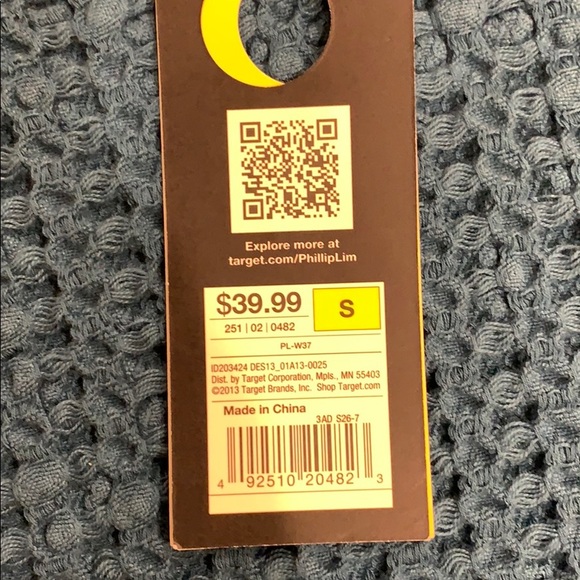 Explore more at
target.com/PhillipLim
$39.99
S
251 | 02 | 0482
PL-W37
ID203424 DES13_01A13-0025
Dist. by Target Corporation, Mpls., MN 55403
©2013 Target Brands, Inc. Shop Target.com
Made in China
3AD S26-7
4 92510 20482 3